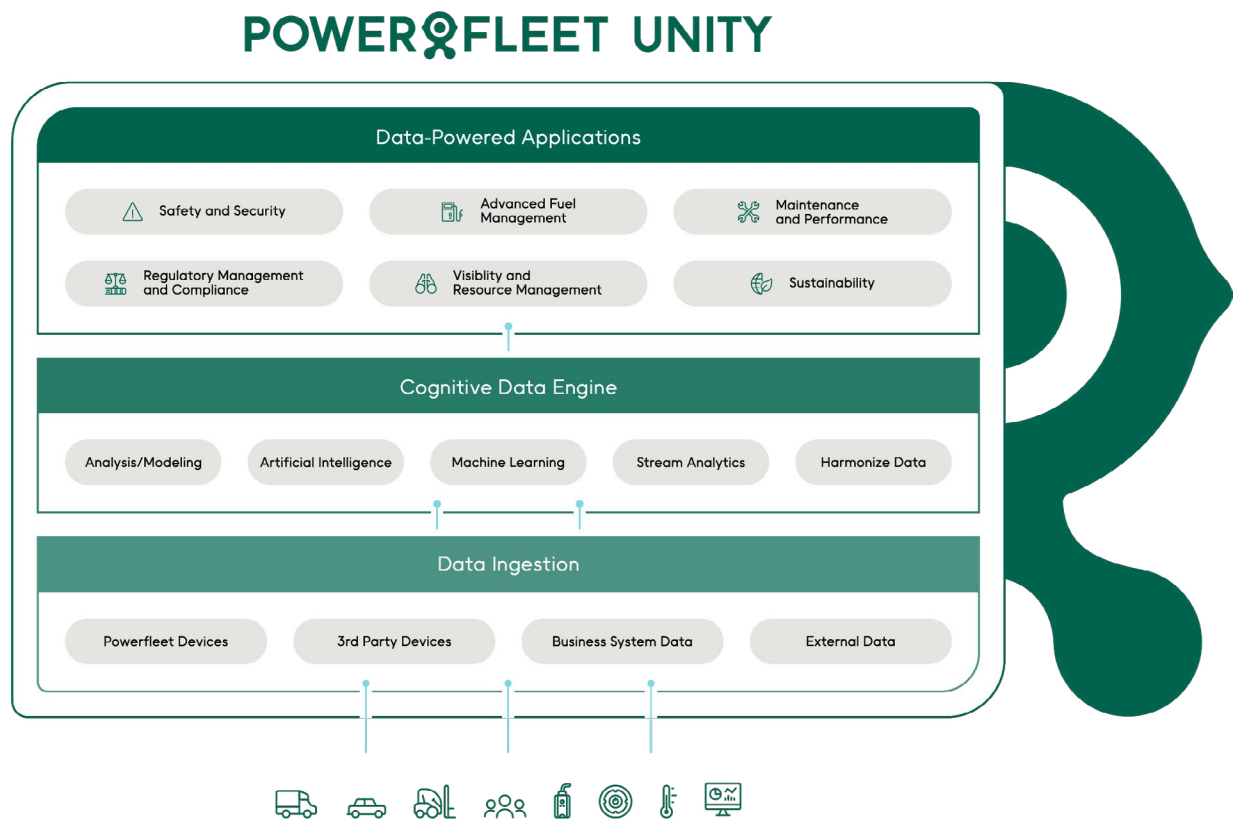 POWERFLEET UNITY
Data-Powered Applications
Safety and Security
Advanced Fuel
Management
Maintenance
and Performance
Regulatory Management
and Compliance
Visiblity and
Resource Management
Sustainability
Cognitive Data Engine
Analysis/Modeling
Artificial Intelligence
Machine Learning
Stream Analytics
Harmonize Data
Data Ingestion
Powerfleet Devices
3rd Party Devices
Business System Data
External Data